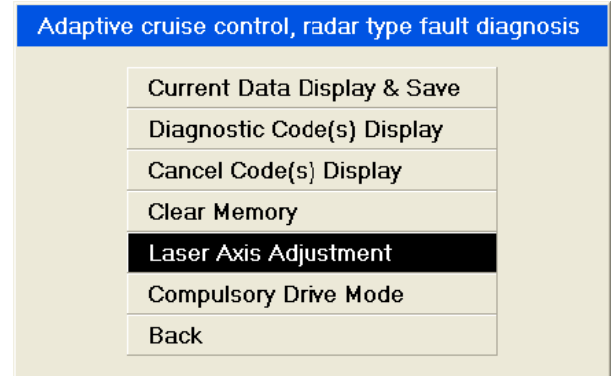 Adaptive cruise control, radar type fault diagnosis
Current Data Display & Save
Diagnostic Code(s) Display
Cancel Code(s) Display
Clear Memory
Laser Axis Adjustment
Compulsory Drive Mode
Back